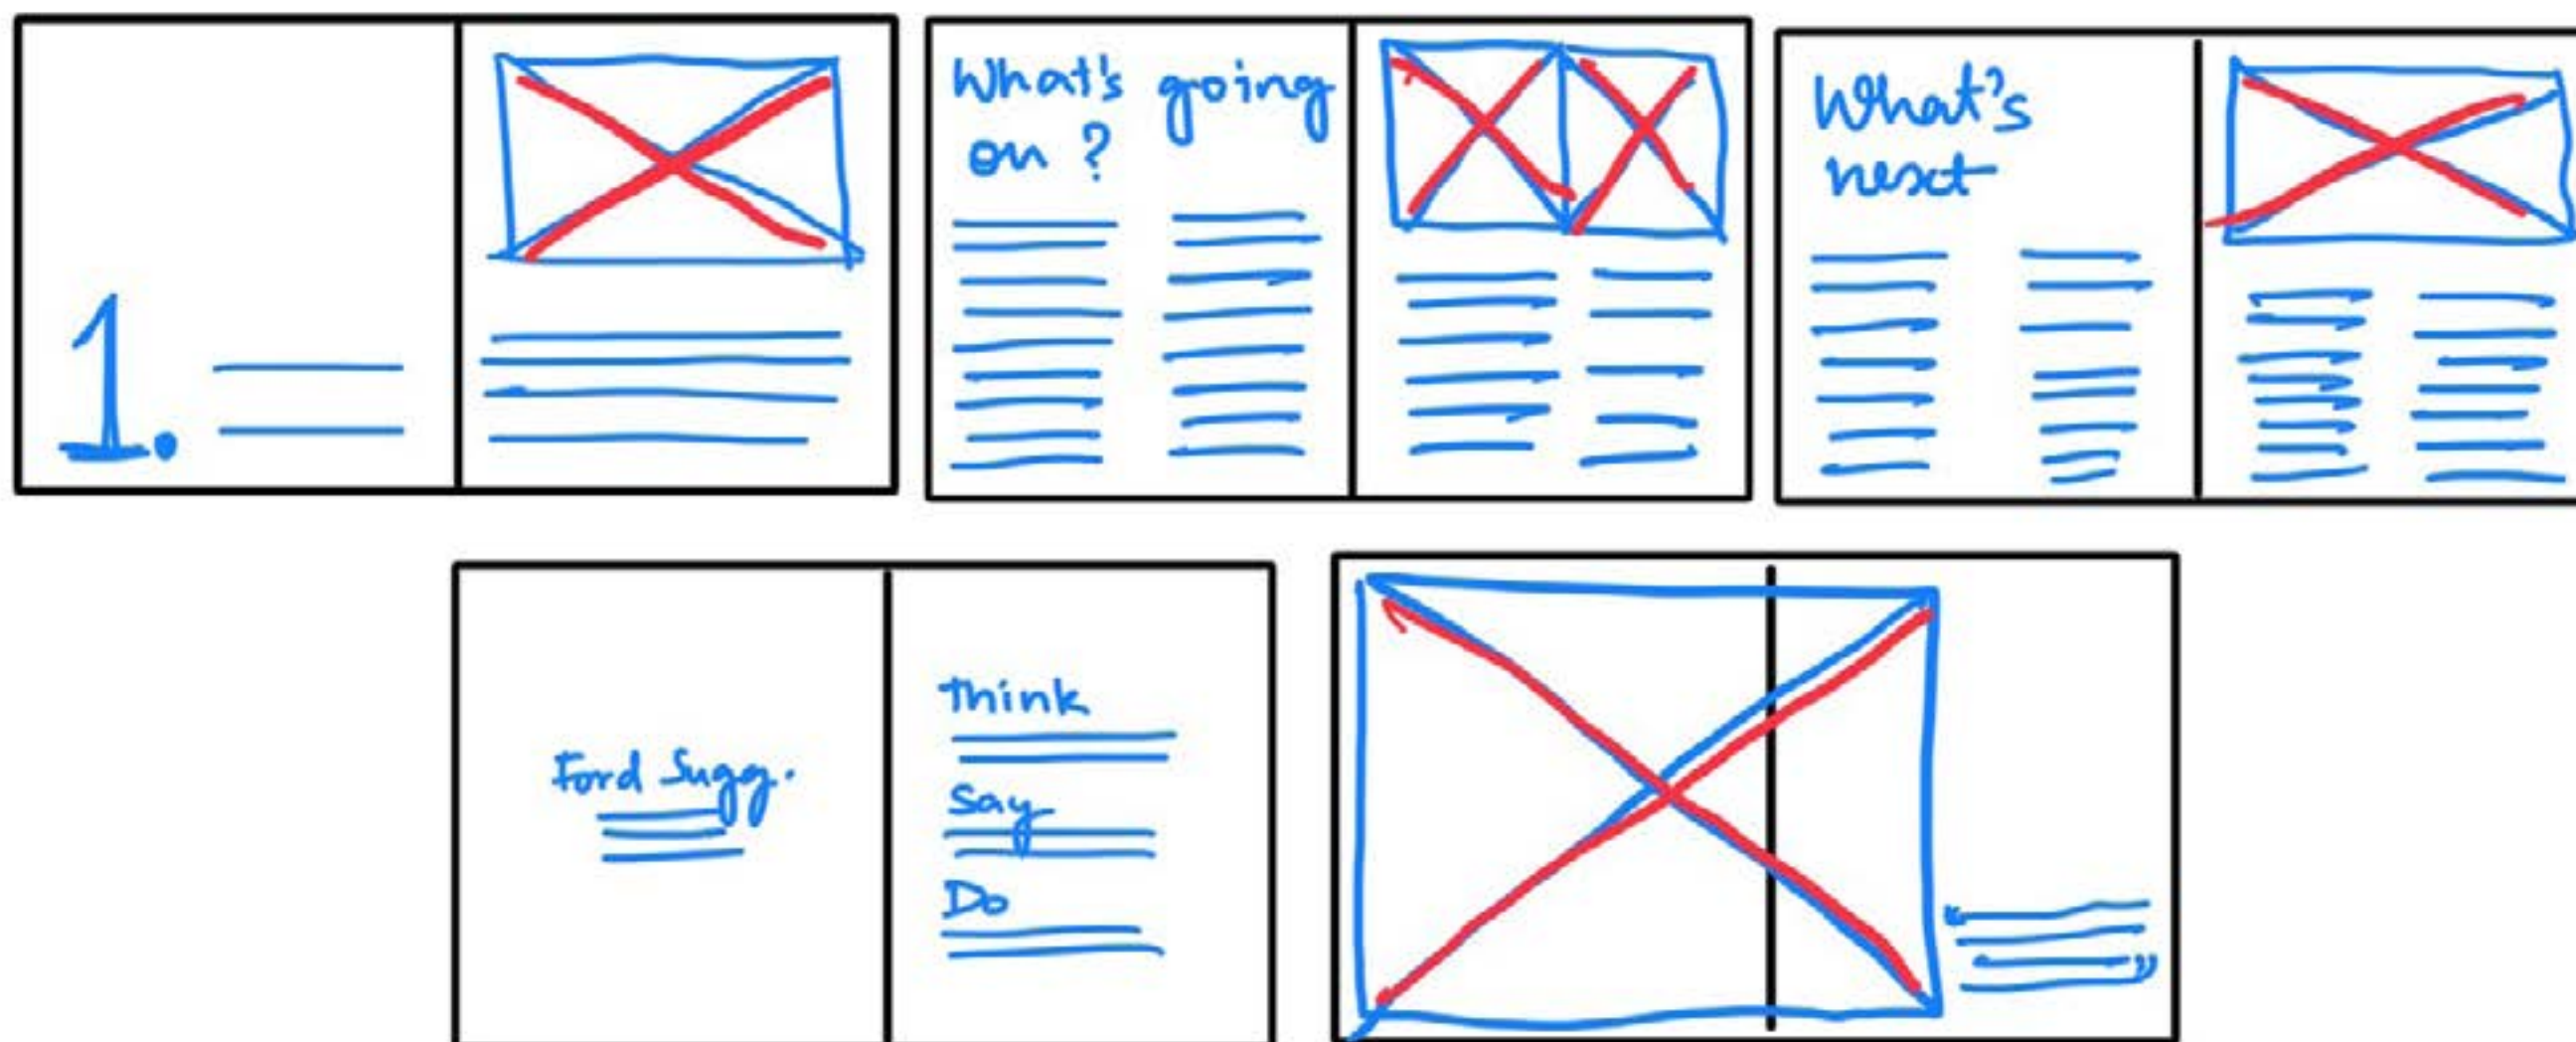 1.
What's going
on ?
What's
next
Ford Sugg.
Think
Say
Do